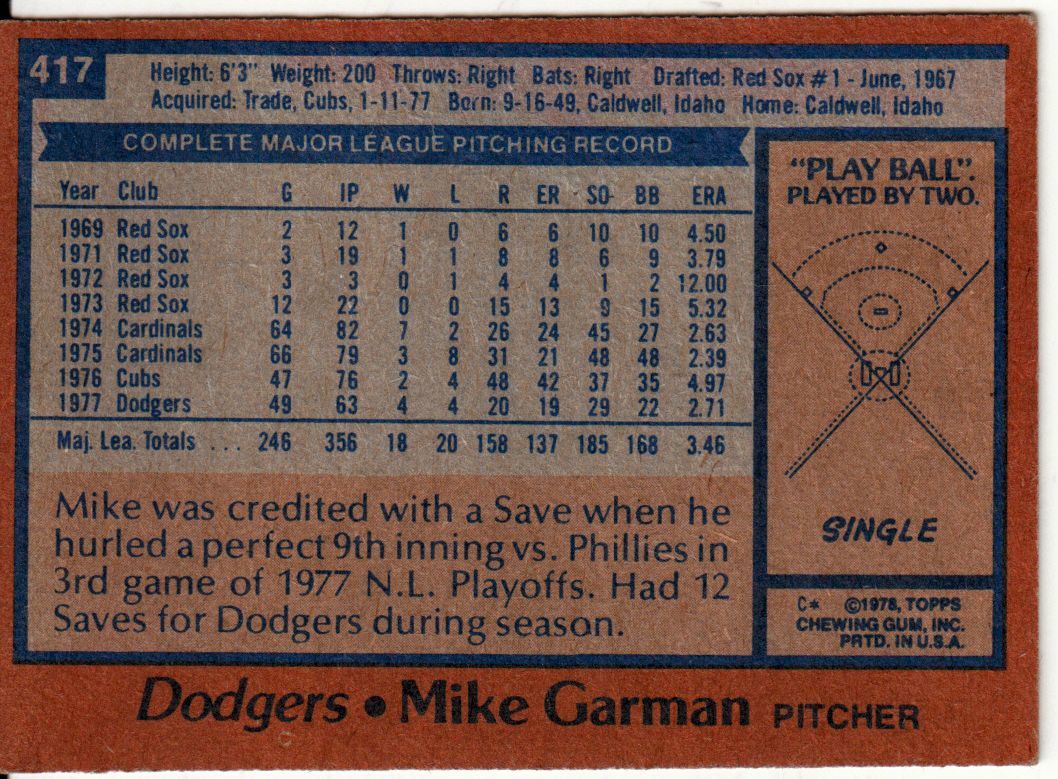 417
Height: 6'3" Weight: 200 Throws: Right Bats: Right Drafted: Red Sox #1 - June, 1967
Acquired: Trade, Cubs, 1-11-77 Born: 9-16-49, Caldwell, Idaho Home: Caldwell, Idaho
COMPLETE MAJOR LEAGUE PITCHING RECORD
Year Club G IP W L R ER SO BB ERA
1969 Red Sox 2 12 1 0 6 6 10 10 4.50
1971 Red Sox 3 19 1 1 8 8 6 9 3.79
1972 Red Sox 3 3 0 1 4 4 1 2 12.00
1973 Red Sox 12 22 0 0 15 13 9 15 5.32
1974 Cardinals 64 82 7 2 26 24 45 27 2.63
1975 Cardinals 66 79 3 8 31 21 48 48 2.39
1976 Cubs 47 76 2 4 48 42 37 35 4.97
1977 Dodgers 49 63 4 4 20 19 29 22 2.71
Maj. Lea. Totals ... 246 356 18 20 158 137 185 168 3.46
Mike was credited with a Save when he
hurled a perfect 9th inning vs. Phillies in
3rd game of 1977 N.L. Playoffs. Had 12
Saves for Dodgers during season.
"PLAY BALL".
PLAYED BY TWO.
SINGLE
C* ©1978, TOPPS
CHEWING GUM, INC.
PRTD. IN U.S.A.
Dodgers • Mike Garman PITCHER